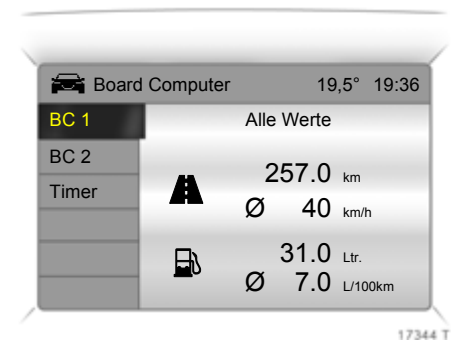 Board Computer 19,5° 19:36
BC 1 Alle Werte
BC 2
Timer
257.0 km
Ø 40 km/h
31.0 Ltr.
Ø 7.0 L/100km
17344 T